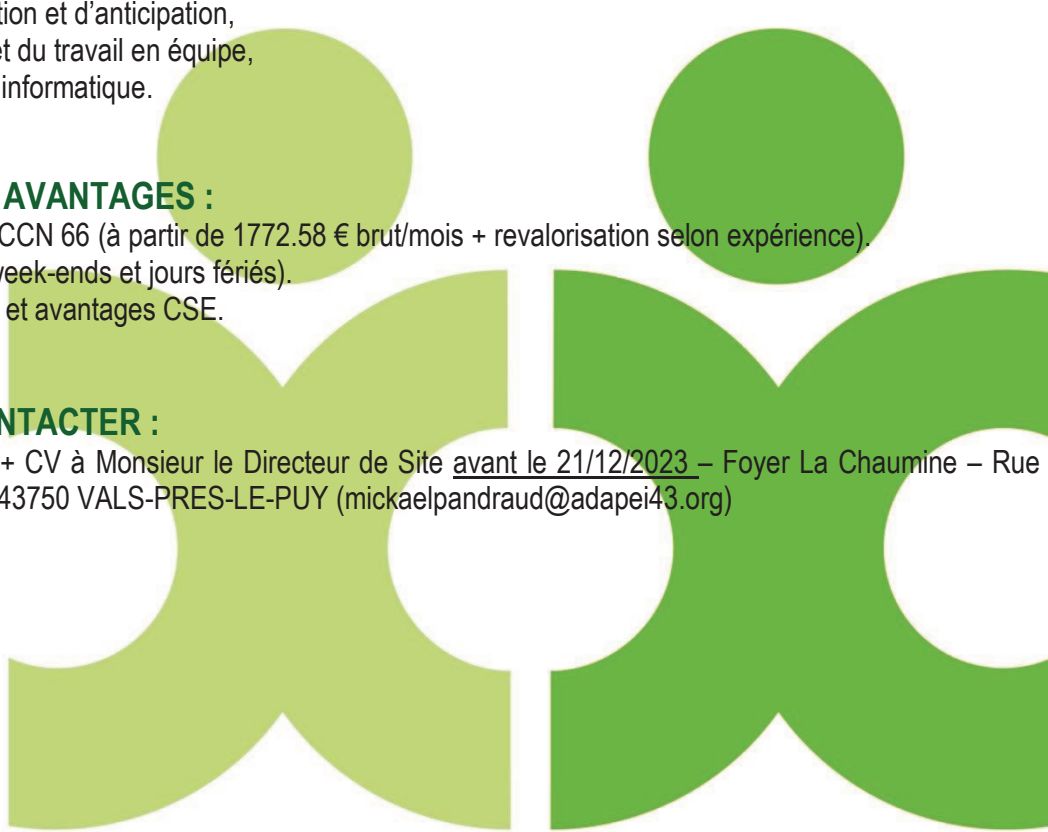 tion et d'anticipation,
et du travail en équipe,
informatique.
AVANTAGES :
CCN 66 (à partir de 1772.58 € brut/mois + revalorisation selon expérience).
week-ends et jours fériés).
et avantages CSE.
NTACTER :
+ CV à Monsieur le Directeur de Site avant le 21/12/2023 – Foyer La Chaumine – Rue
43750 VALS-PRES-LE-PUY (mickaelpandraud@adapei43.org)